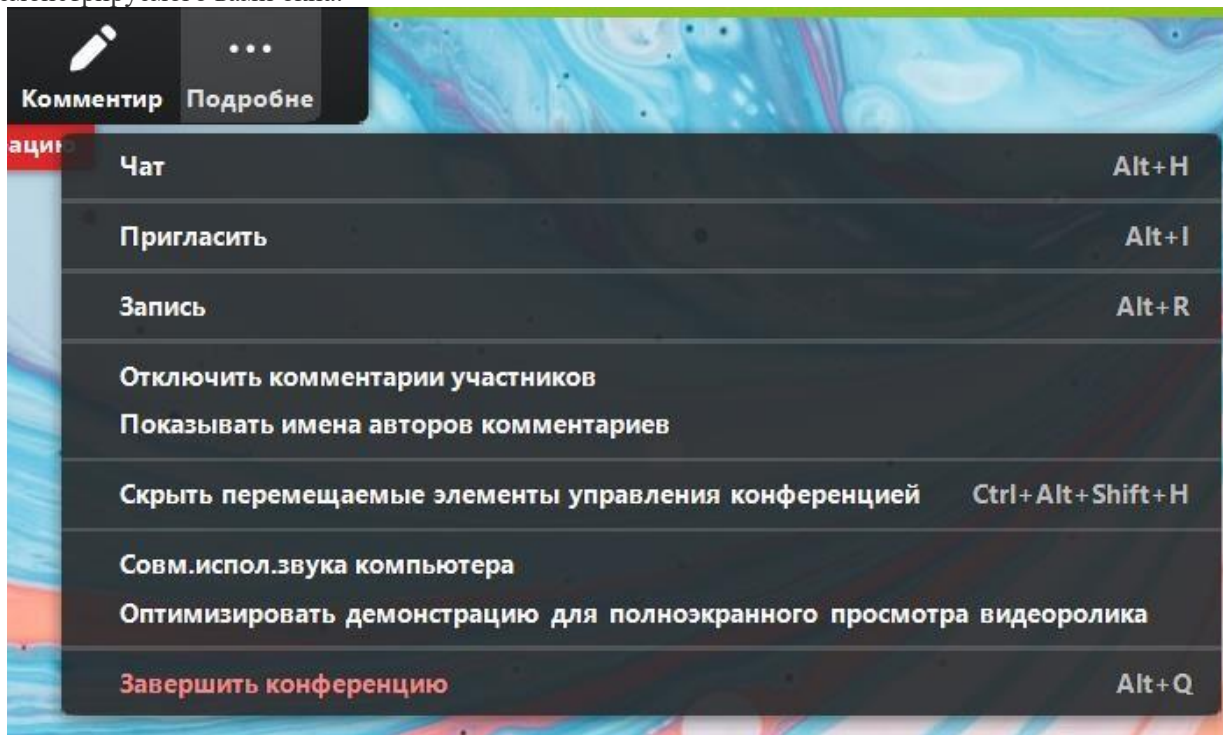 Комментир Подробне
ацию
Чат Alt+H
Пригласить Alt+I
Запись Alt+R
Отключить комментарии участников
Показывать имена авторов комментариев
Скрыть перемещаемые элементы управления конференцией Ctrl+Alt+Shift+H
Совм.испол.звука компьютера
Оптимизировать демонстрацию для полноэкранного просмотра видеоролика
Завершить конференцию Alt+Q